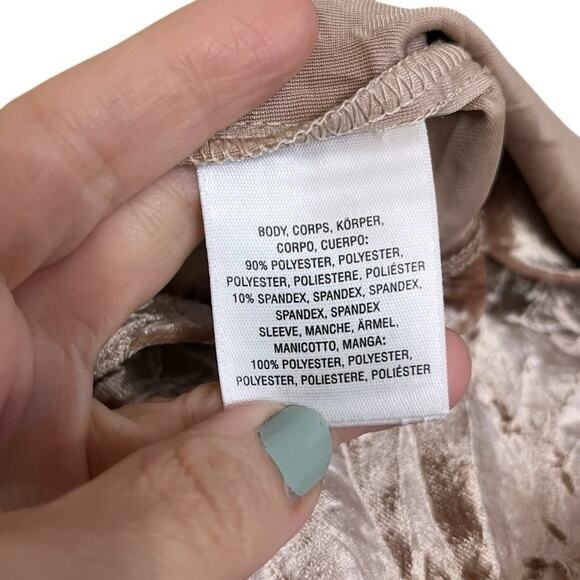 BODY, CORPS, KÖRPER,
CORPO, CUERPO:
90% POLYESTER, POLYESTER,
POLYESTER, POLIESTERE, POLIÉSTER
10% SPANDEX, SPANDEX, SPANDEX,
SPANDEX, SPANDEX
SLEEVE, MANCHE, ÄRMEL,
MANICOTTO, MANGA:
100% POLYESTER, POLYESTER,
POLYESTER, POLIESTERE, POLIÉSTER